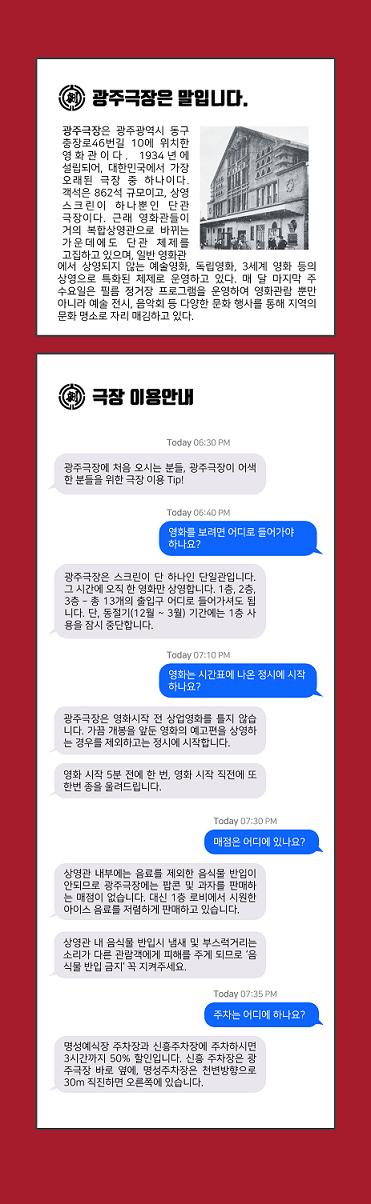 광주극장은 말입니다.
광주극장은 광주광역시 동구
충장로46번길 10에 위치한
영화관이다. 1934년에
설립되어, 대한민국에서 가장
오래된 극장 중 하나이다.
객석은 862석 규모이고, 상영
스크린이 하나뿐인 단관
극장이다. 근래 영화관들이
거의 복합상영관으로 바뀌는
가운데에도 단관 체제를
고집하고 있으며, 일반 영화관
에서 상영되지 않는 예술영화, 독립영화, 3세계 영화 등의
상영으로 특화된 체제로 운영하고 있다. 매 달 마지막 주
수요일은 필름 정거장 프로그램을 운영하여 영화관람 뿐만
아니라 예술 전시, 음악회 등 다양한 문화 행사를 통해 지역의
문화 명소로 자리 매김하고 있다.
극장 이용안내
Today 06:30 PM
광주극장에 처음 오시는 분들, 광주극장이 어색
한 분들을 위한 극장 이용 Tip!
Today 06:40 PM
영화를 보려면 어디로 들어가야
하나요?
광주극장은 스크린이 단 하나인 단일관입니다.
그 시간에 오직 한 영화만 상영합니다. 1층, 2층,
3층 - 총 13개의 출입구 어디로 들어가셔도 됩
니다. 단, 동절기(12월 ~ 3월) 기간에는 1층 사
용을 잠시 중단합니다.
Today 07:10 PM
영화는 시간표에 나온 정시에 시작
하나요?
광주극장은 영화시작 전 상업영화를 틀지 않습
니다. 가끔 개봉을 앞둔 영화의 예고편을 상영하
는 경우를 제외하고는 정시에 시작합니다.
영화 시작 5분 전에 한 번, 영화 시작 직전에 또
한번 종을 울려드립니다.
Today 07:30 PM
매점은 어디에 있나요?
상영관 내부에는 음료를 제외한 음식물 반입이
안되므로 광주극장에는 팝콘 및 과자를 판매하
는 매점이 없습니다. 대신 1층 로비에서 시원한
아이스 음료를 저렴하게 판매하고 있습니다.
상영관 내 음식물 반입시 냄새 및 부스럭거리는
소리가 다른 관람객에게 피해를 주게 되므로 '음
식물 반입 금지' 꼭 지켜주세요.
Today 07:35 PM
주차는 어디에 하나요?
명성예식장 주차장과 신흥주차장에 주차하시면
3시간까지 50% 할인입니다. 신흥 주차장은 광
주극장 바로 옆에, 명성주차장은 천변방향으로
30m 직진하면 오른쪽에 있습니다.